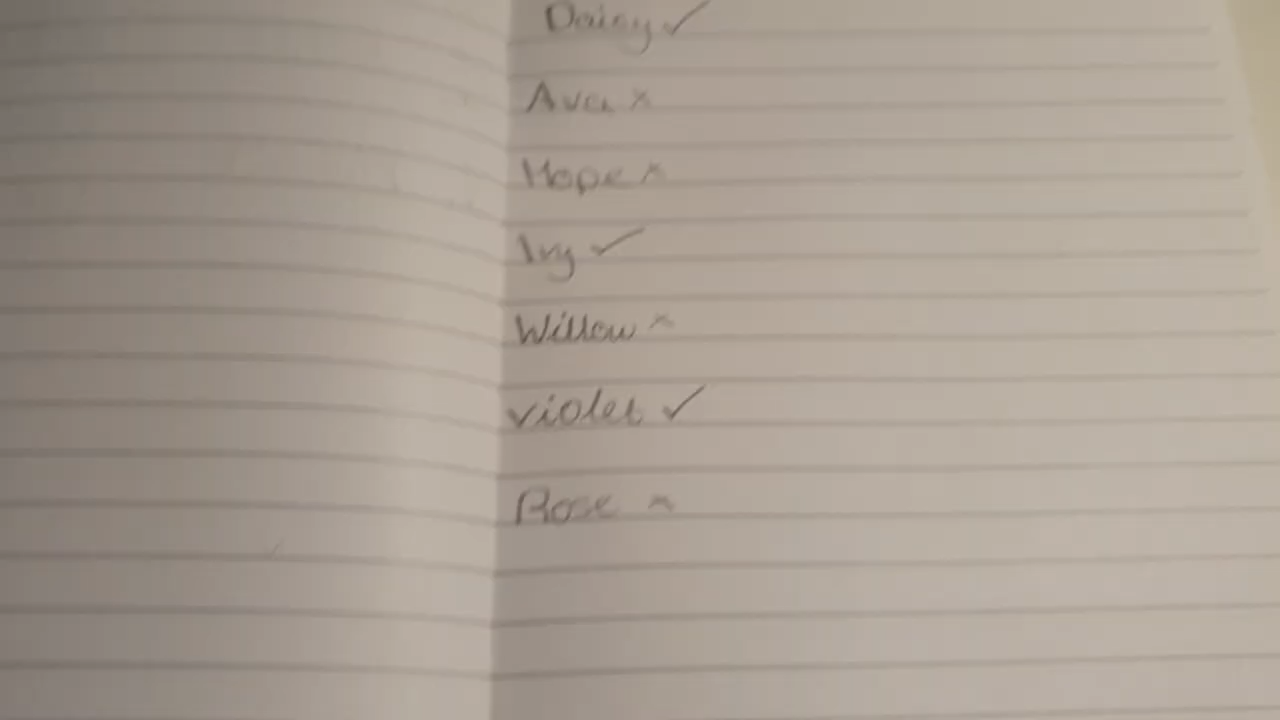 Daisy ✓
Ava ×
Hope ×
Ivy ✓
Willow ×
violet ✓
Rose ×